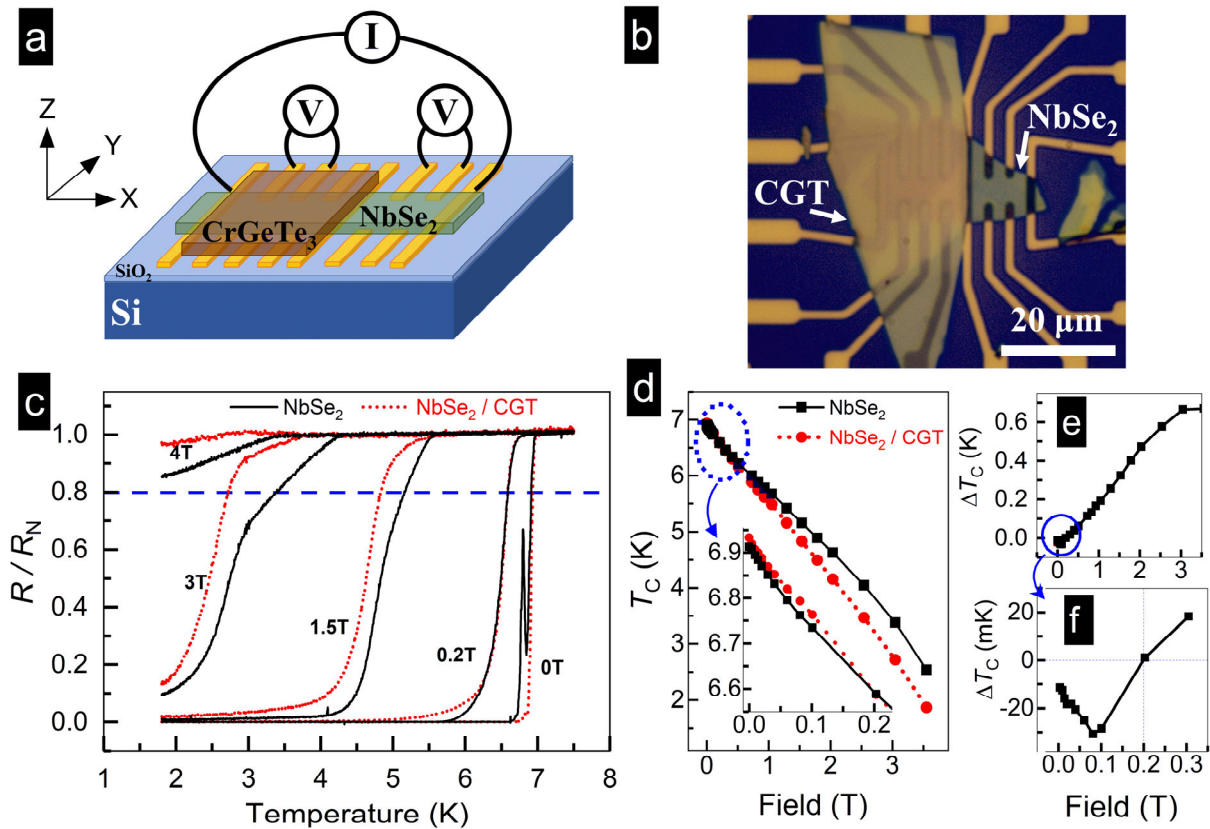 a
I
V
V
Z
Y
X
CrGeTe3
NbSe2
SiO2
Si
b
NbSe2
CGT
20 μm
c
NbSe2
NbSe2 / CGT
R / RN
1.0
0.8
0.6
0.4
0.2
0.0
4T
3T
1.5T
0.2T
0T
1 2 3 4 5 6 7 8
Temperature (K)
d
NbSe2
NbSe2 / CGT
TC (K)
7
6
5
4
3
2
6.9
6.8
6.7
6.6
0.0 0.1 0.2
0 1 2 3
Field (T)
e
ΔTC (K)
0.6
0.4
0.2
0.0
0 1 2 3
f
ΔTC (mK)
20
0
-20
0.0 0.1 0.2 0.3
Field (T)